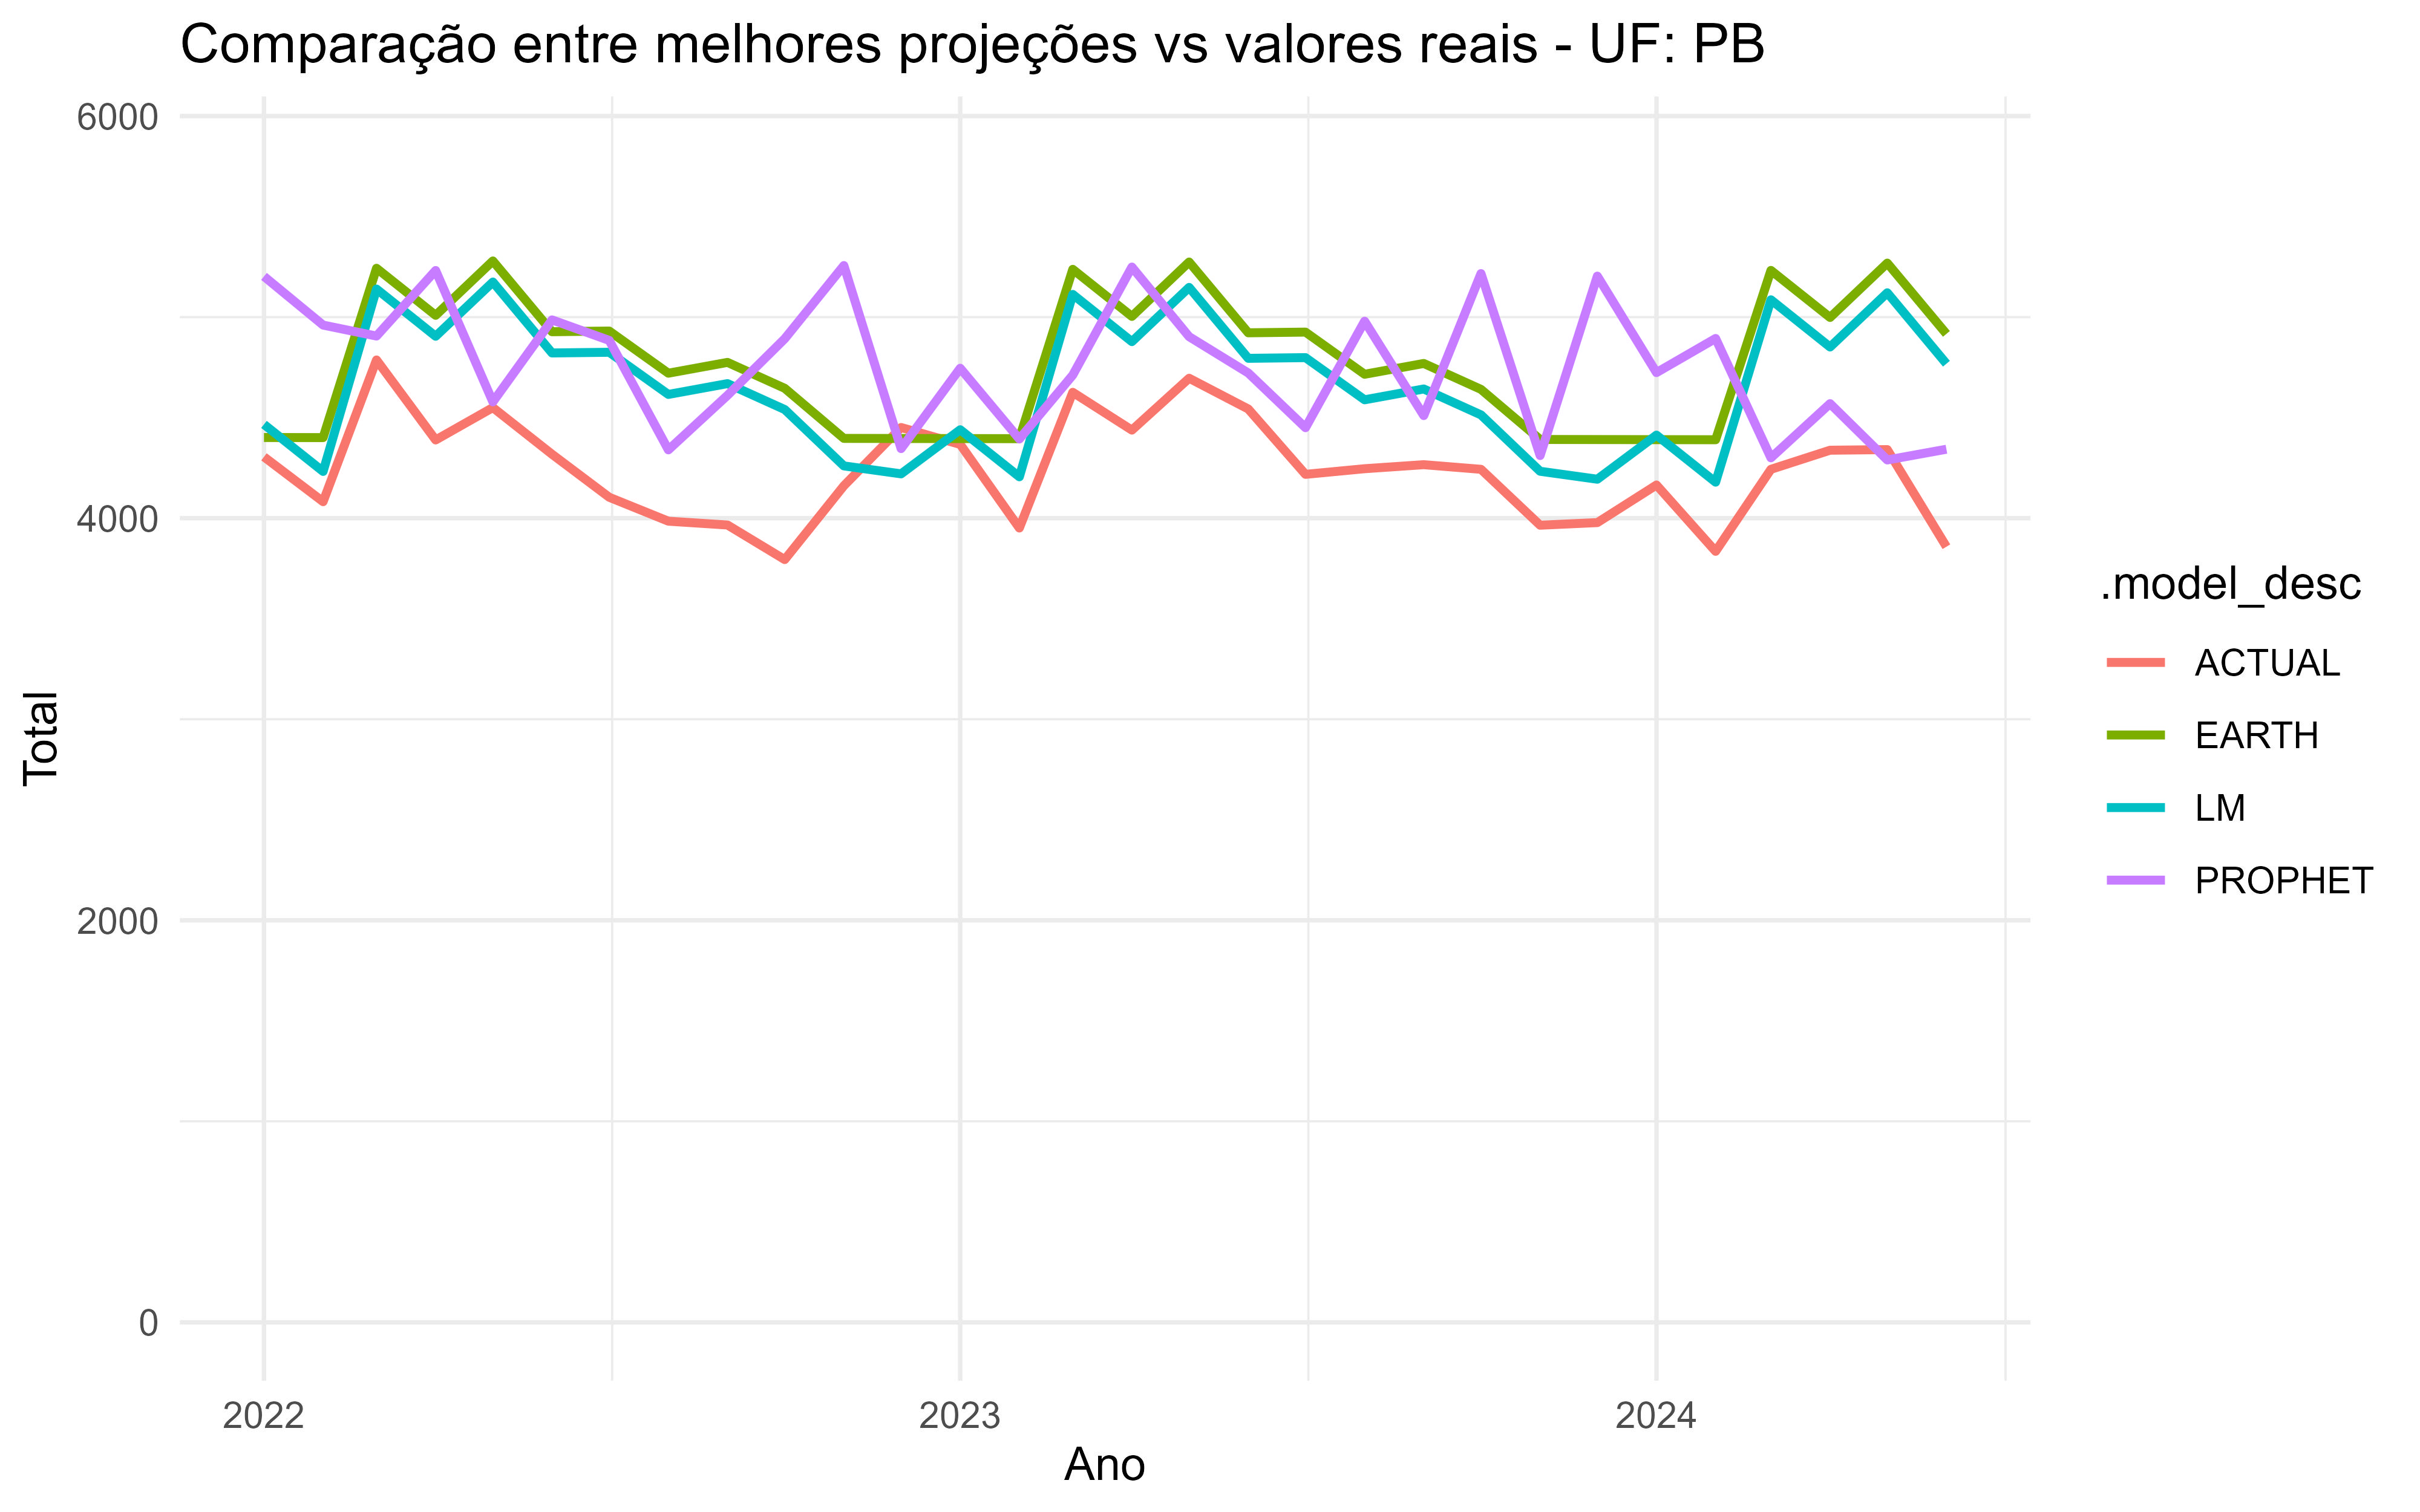 Comparação entre melhores projeções vs valores reais - UF: PB
6000
4000
2000
0
Total
2022
2023
2024
Ano
.model_desc
ACTUAL
EARTH
LM
PROPHET